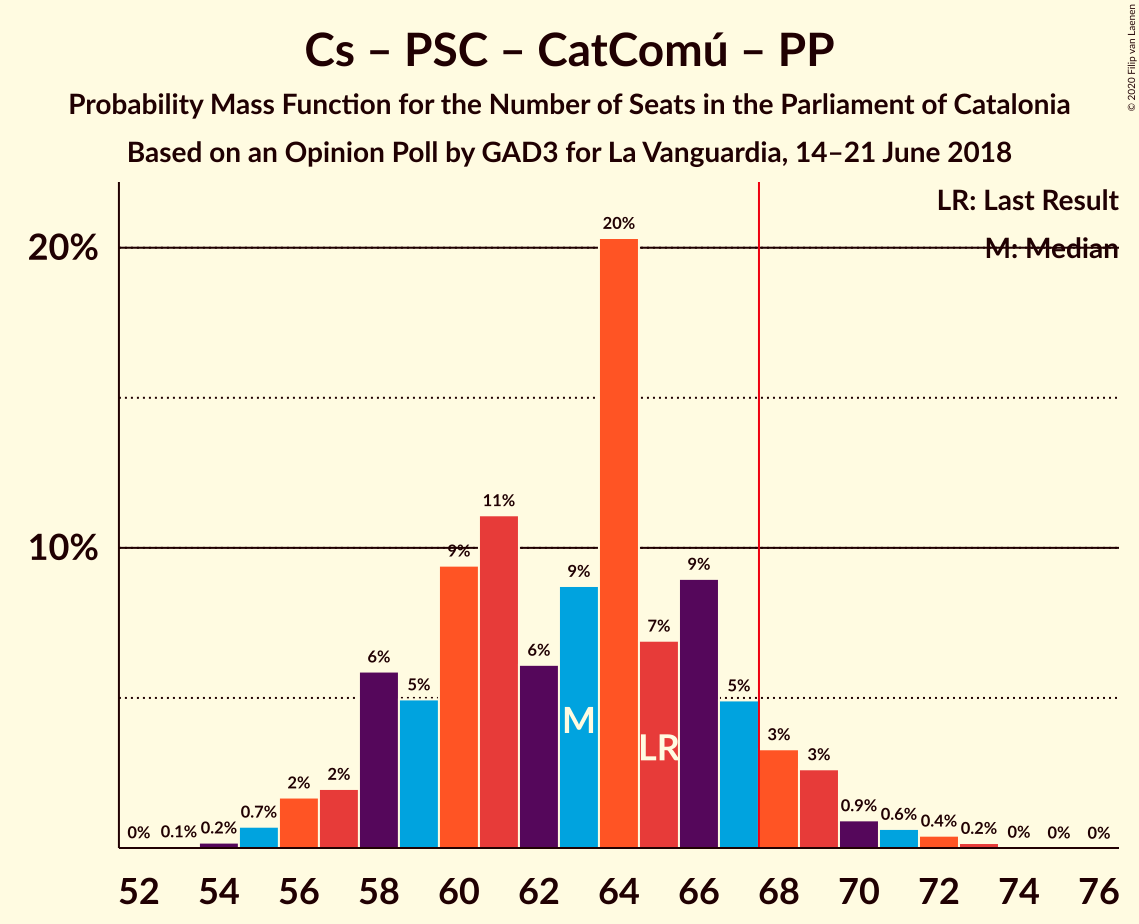 Cs – PSC – CatComú – PP
Probability Mass Function for the Number of Seats in the Parliament of Catalonia
Based on an Opinion Poll by GAD3 for La Vanguardia, 14–21 June 2018
© 2020 Filip van Laenen
LR: Last Result
M: Median
20%
10%
0% 0.1% 0.2% 0.7% 2% 2% 6% 5% 9% 11% 6% 9% 20% 7% 9% 5% 3% 3% 0.9% 0.6% 0.4% 0.2% 0% 0% 0%
M
LR
52 54 56 58 60 62 64 66 68 70 72 74 76